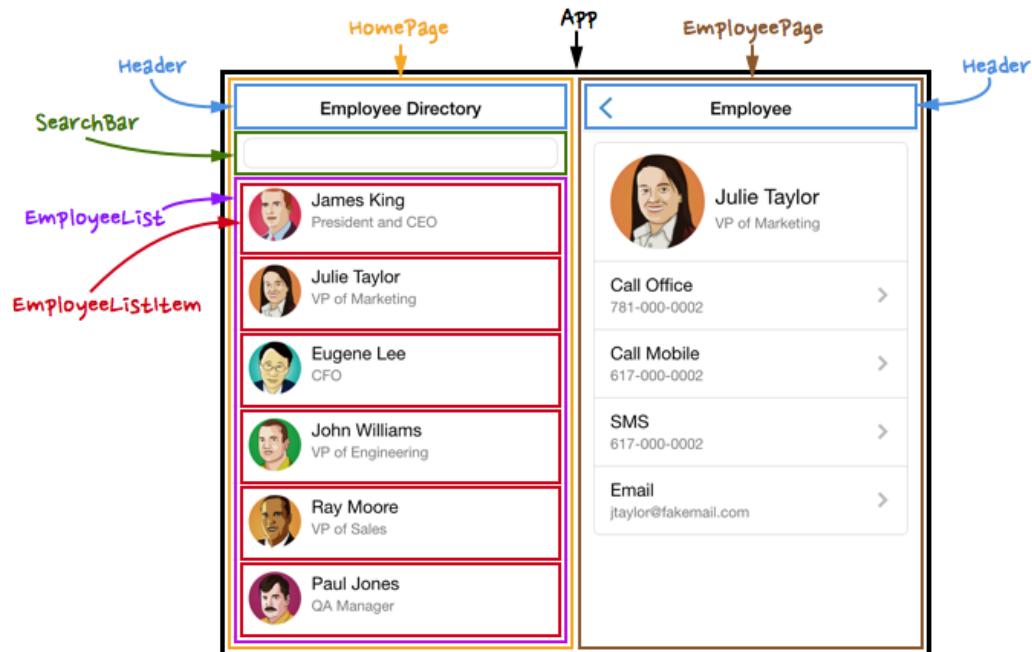 App
HomePage
EmployeePage
Header
Header
Employee Directory
Employee
SearchBar
EmployeeList
EmployeeListItem
James King
President and CEO
Julie Taylor
VP of Marketing
Eugene Lee
CFO
John Williams
VP of Engineering
Ray Moore
VP of Sales
Paul Jones
QA Manager
Julie Taylor
VP of Marketing
Call Office
781-000-0002
Call Mobile
617-000-0002
SMS
617-000-0002
Email
jtaylor@fakemail.com